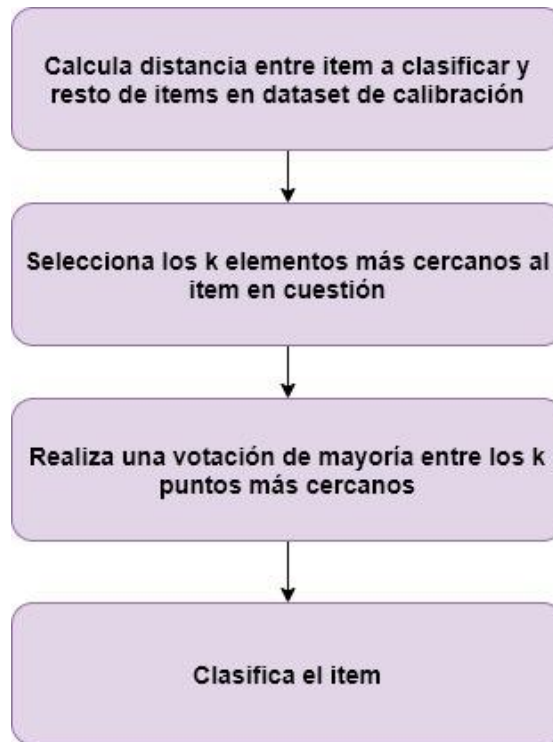 Calcula distancia entre item a clasificar y
resto de items en dataset de calibración
Selecciona los k elementos más cercanos al
item en cuestión
Realiza una votación de mayoría entre los k
puntos más cercanos
Clasifica el item